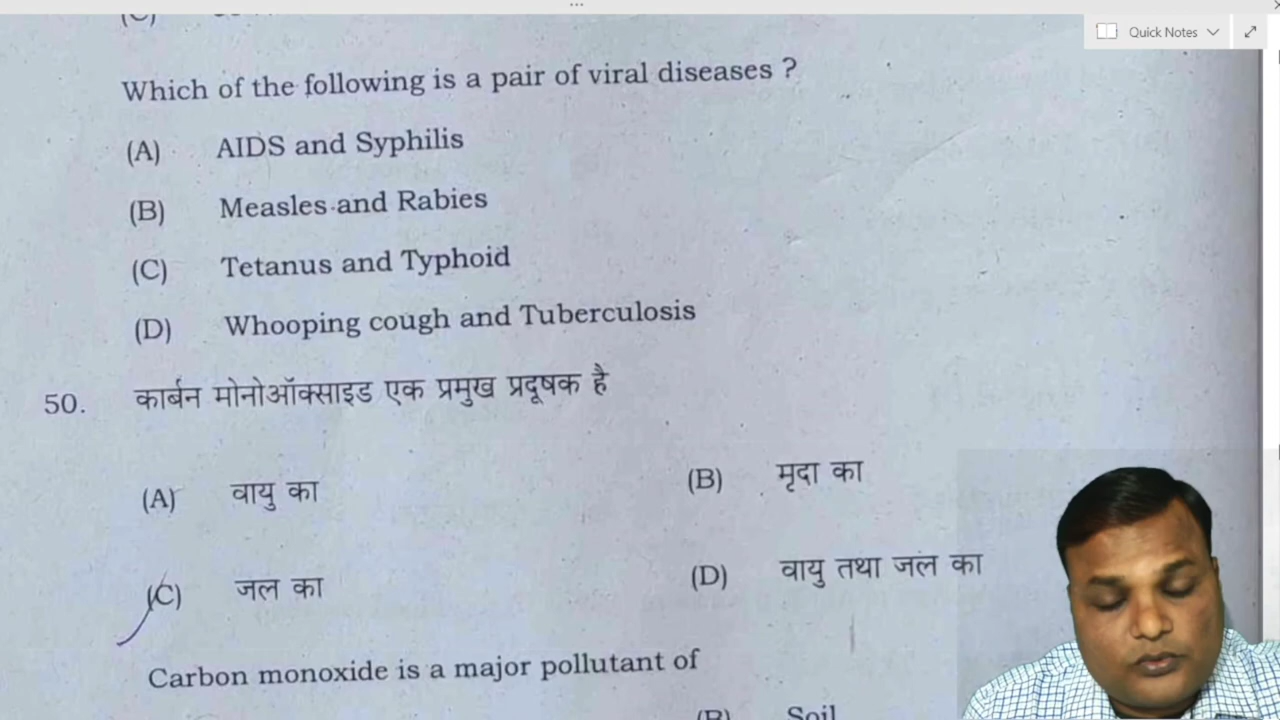 Quick Notes
Which of the following is a pair of viral diseases ?
(A) AIDS and Syphilis
(B) Measles and Rabies
(C) Tetanus and Typhoid
(D) Whooping cough and Tuberculosis
50. कार्बन मोनोऑक्साइड एक प्रमुख प्रदूषक है
(A) वायु का (B) मृदा का
(C) जल का (D) वायु तथा जल का
Carbon monoxide is a major pollutant of
(B) Soil